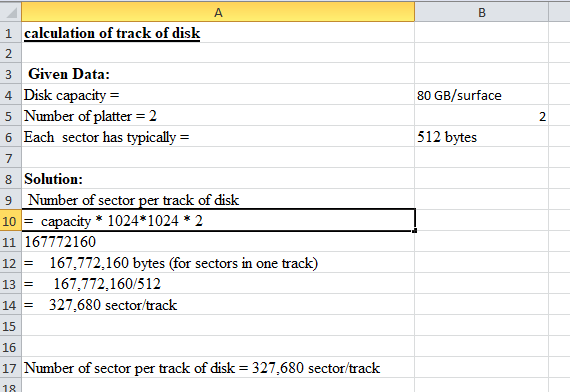 A B
1 calculation of track of disk
2
3 Given Data:
4 Disk capacity = 80 GB/surface
5 Number of platter = 2 2
6 Each sector has typically = 512 bytes
7
8 Solution:
9 Number of sector per track of disk
10 = capacity * 1024*1024 * 2
11 167772160
12 = 167,772,160 bytes (for sectors in one track)
13 = 167,772,160/512
14 = 327,680 sector/track
15
16
17 Number of sector per track of disk = 327,680 sector/track
18